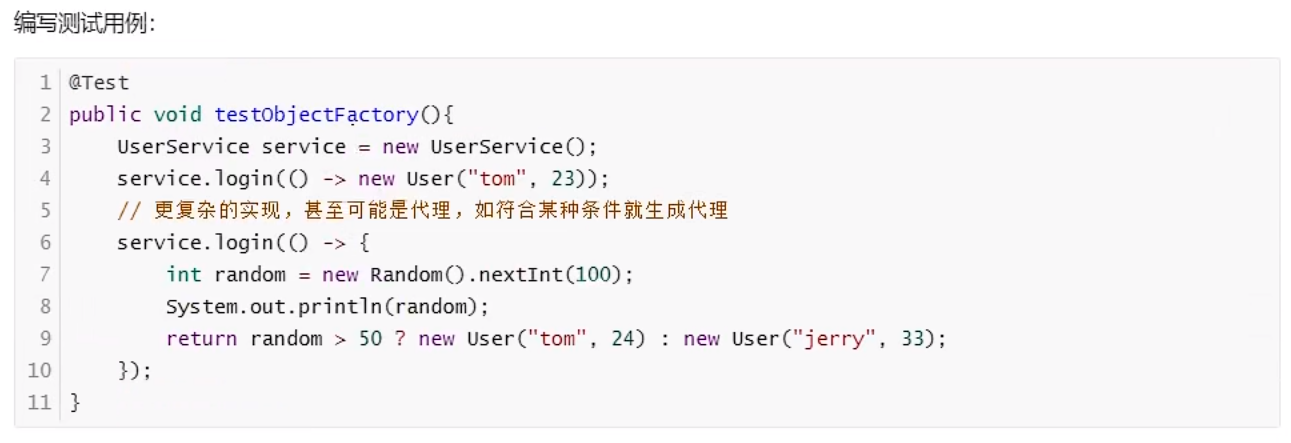 编写测试用例：
1 @Test
2 public void testObjectFactory(){
3     UserService service = new UserService();
4     service.login(() -> new User("tom", 23));
5     // 更复杂的实现，甚至可能是代理，如符合某种条件就生成代理
6     service.login(() -> {
7         int random = new Random().nextInt(100);
8         System.out.println(random);
9         return random > 50 ? new User("tom", 24) : new User("jerry", 33);
10     });
11 }